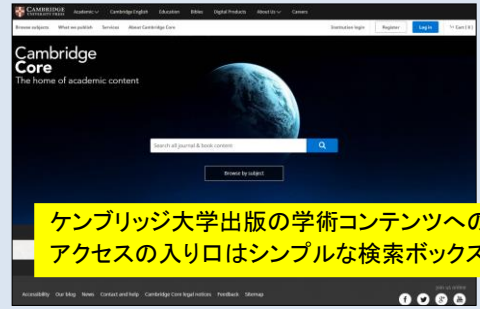 CAMBRIDGE Academic Cambridge English Education Bibles Digital Products About Us Careers
UNIVERSITY PRESS
Browse subjects What we publish Services About Cambridge Core Institution login Register Log in Cart (0)
Cambridge
Core
The home of academic content
Search all journal & book content
Browse by subject
ケンブリッジ大学出版の学術コンテンツへの
アクセスの入り口はシンプルな検索ボックス
Join us online
Accessibility Our blog News Contact and help Cambridge Core legal notices Feedback Sitemap